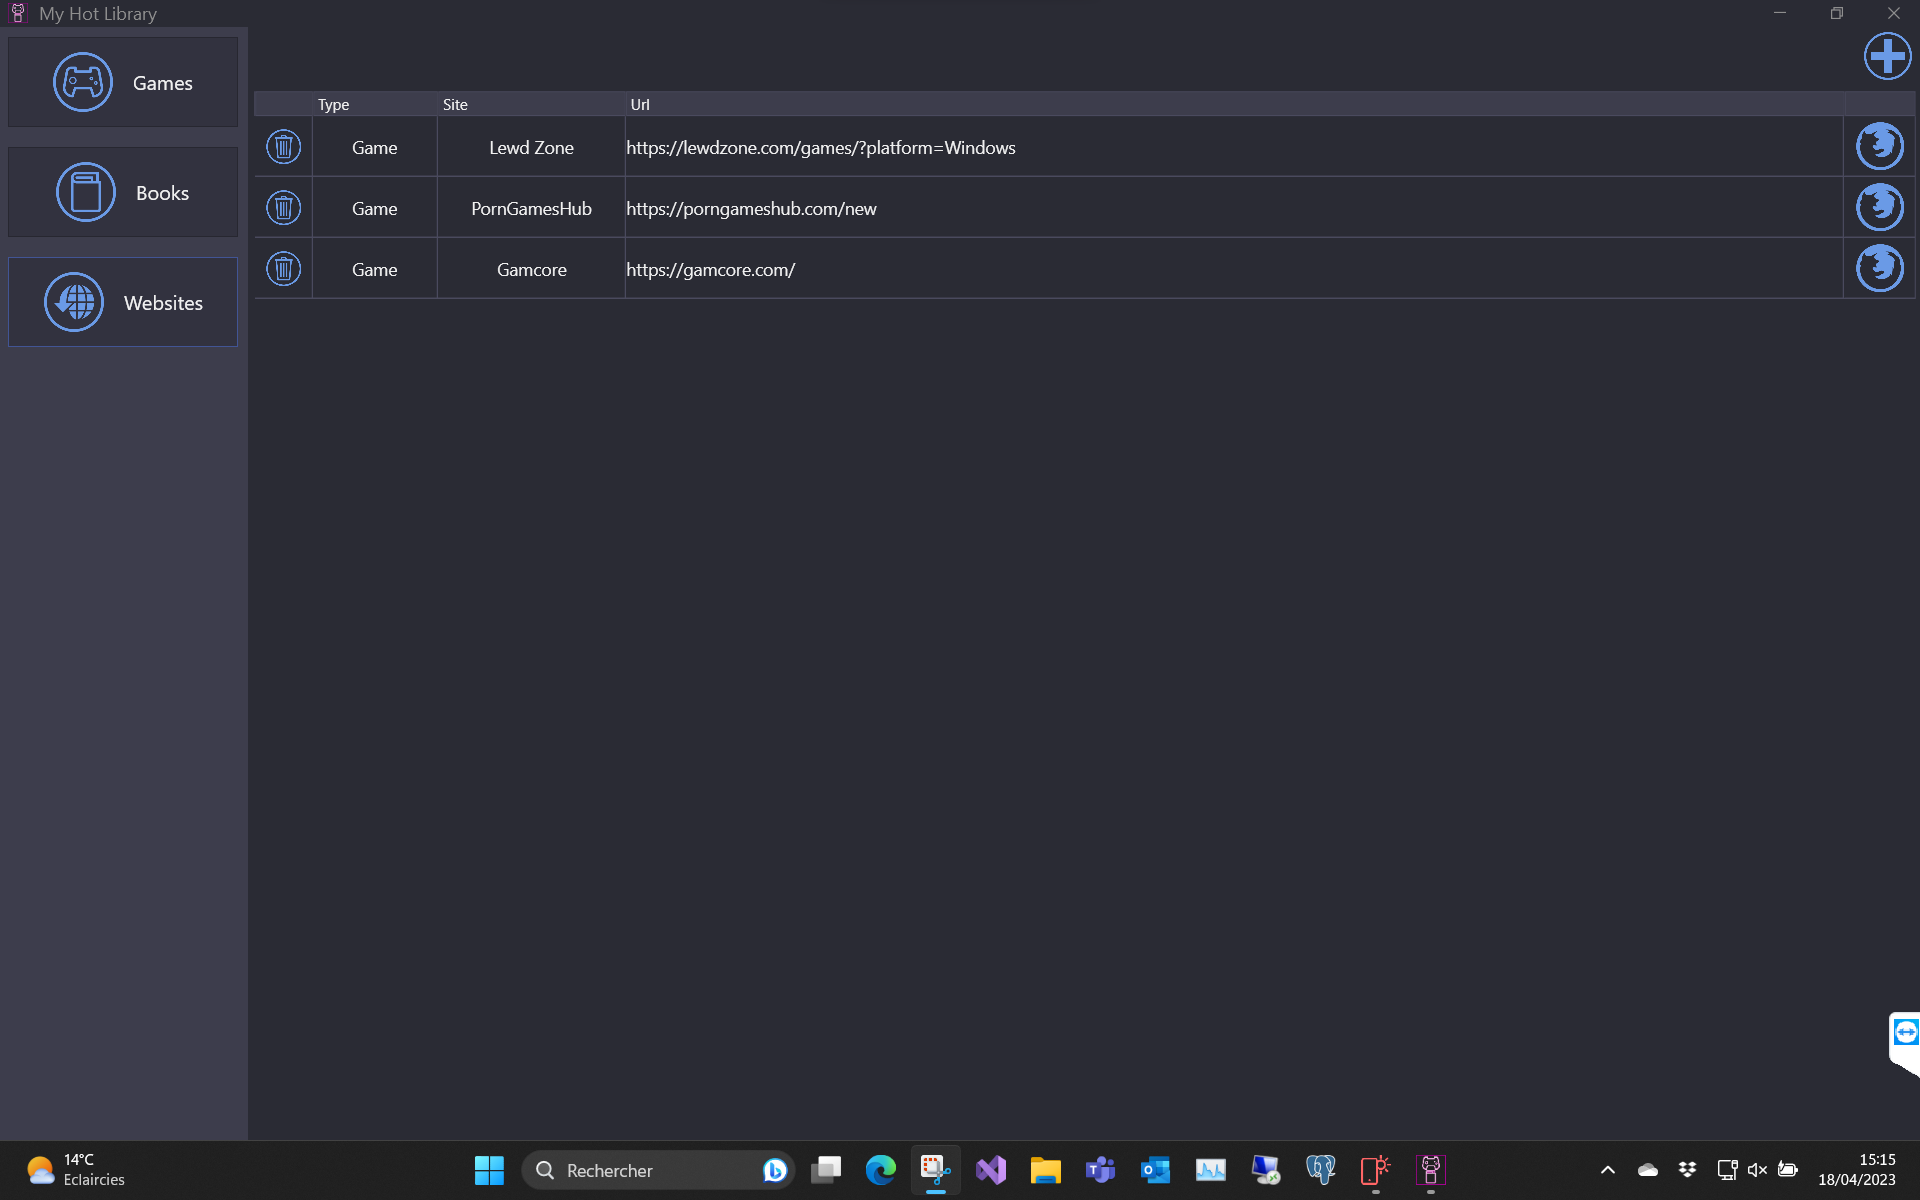 My Hot Library
Games
Books
Websites
Type Site Url
Game Lewd Zone https://lewdzone.com/games/?platform=Windows
Game PornGamesHub https://porngameshub.com/new
Game Gamcore https://gamcore.com/
14°C
Eclaircies
Rechercher
15:15
18/04/2023